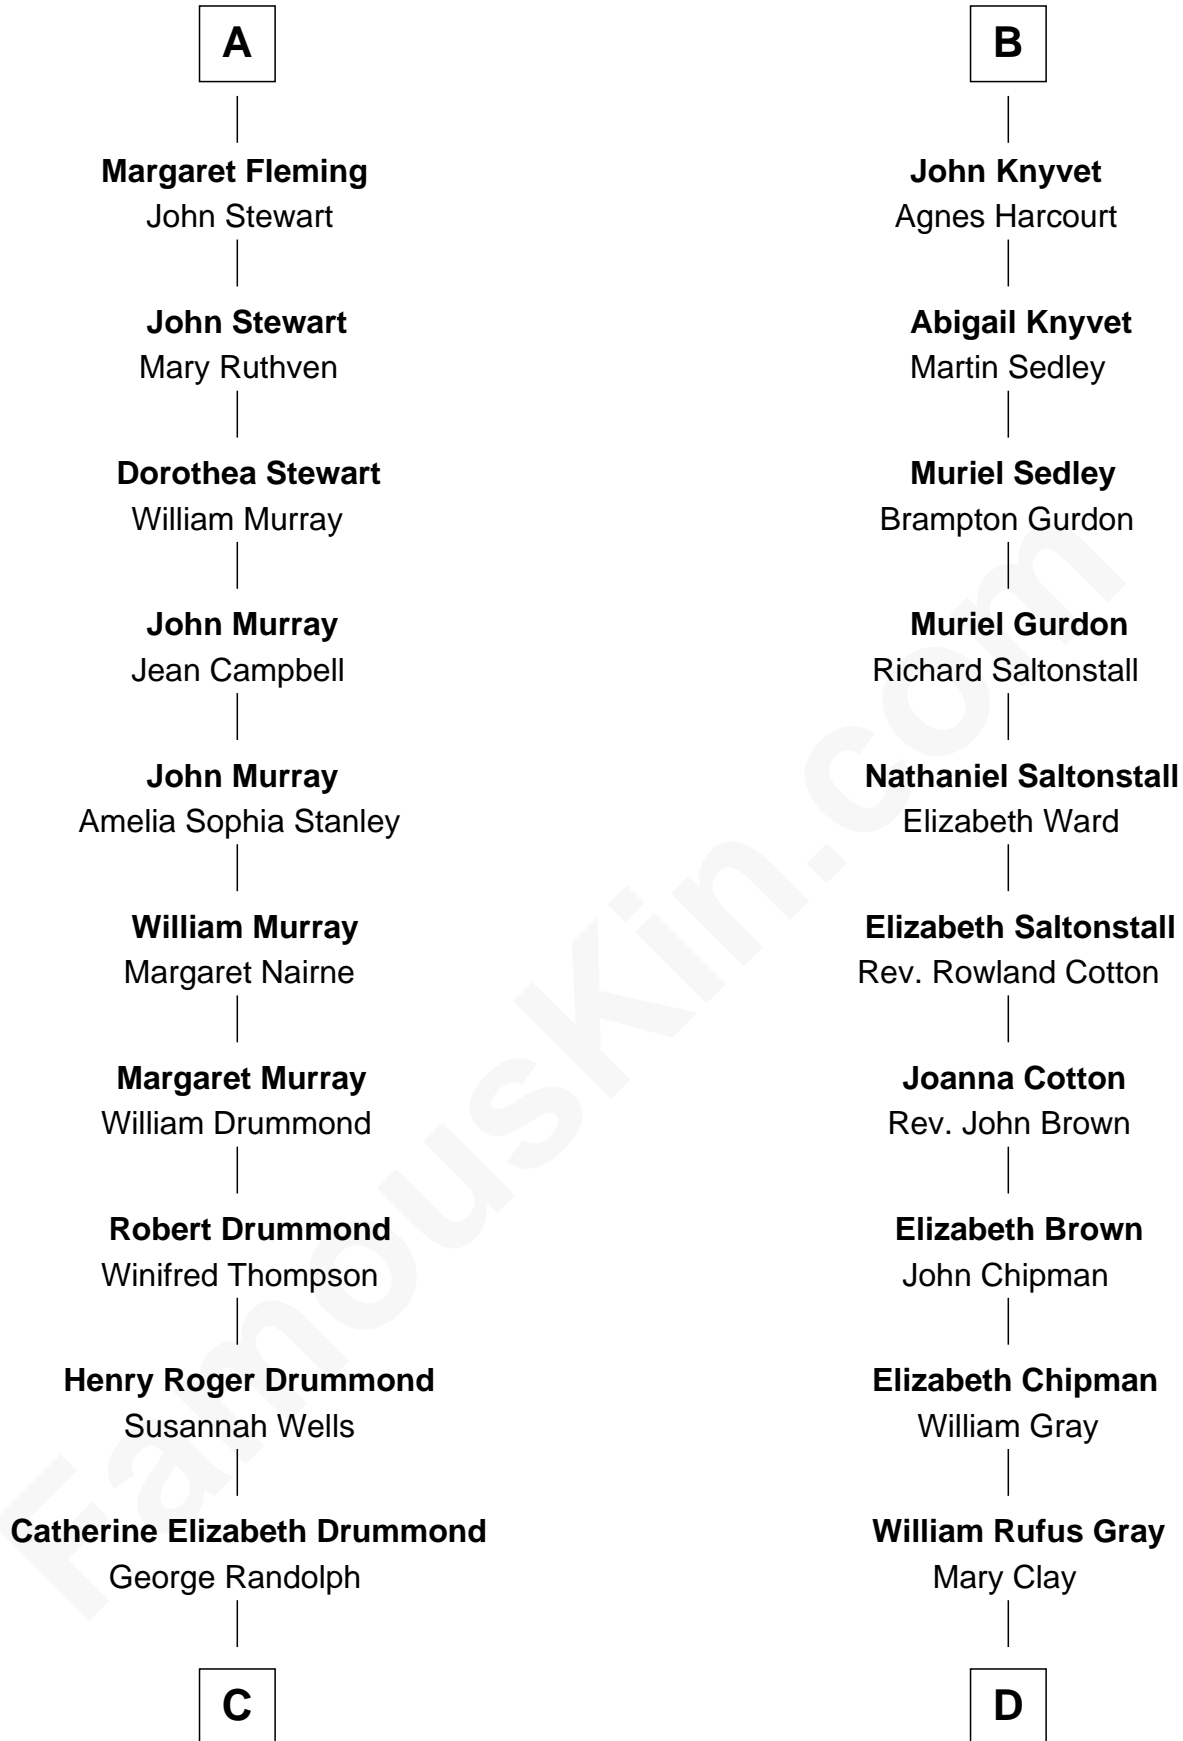 A
Margaret Fleming
John Stewart
John Stewart
Mary Ruthven
Dorothea Stewart
William Murray
John Murray
Jean Campbell
John Murray
Amelia Sophia Stanley
William Murray
Margaret Nairne
Margaret Murray
William Drummond
Robert Drummond
Winifred Thompson
Henry Roger Drummond
Susannah Wells
Catherine Elizabeth Drummond
George Randolph
C
B
John Knyvet
Agnes Harcourt
Abigail Knyvet
Martin Sedley
Muriel Sedley
Brampton Gurdon
Muriel Gurdon
Richard Saltonstall
Nathaniel Saltonstall
Elizabeth Ward
Elizabeth Saltonstall
Rev. Rowland Cotton
Joanna Cotton
Rev. John Brown
Elizabeth Brown
John Chipman
Elizabeth Chipman
William Gray
William Rufus Gray
Mary Clay
D
FamousKin.com